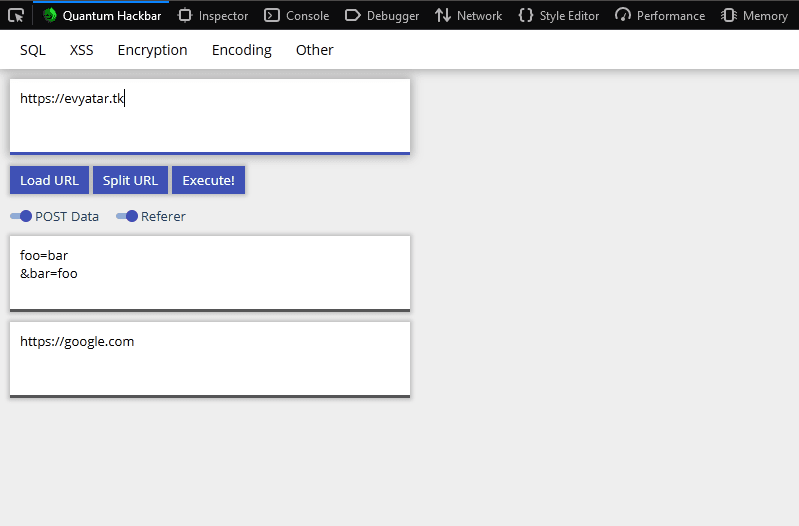 Quantum Hackbar Inspector Console Debugger Network Style Editor Performance Memory
SQL XSS Encryption Encoding Other
https://evyatar.tk
Load URL Split URL Execute!
POST Data Referer
foo=bar
&bar=foo
https://google.com